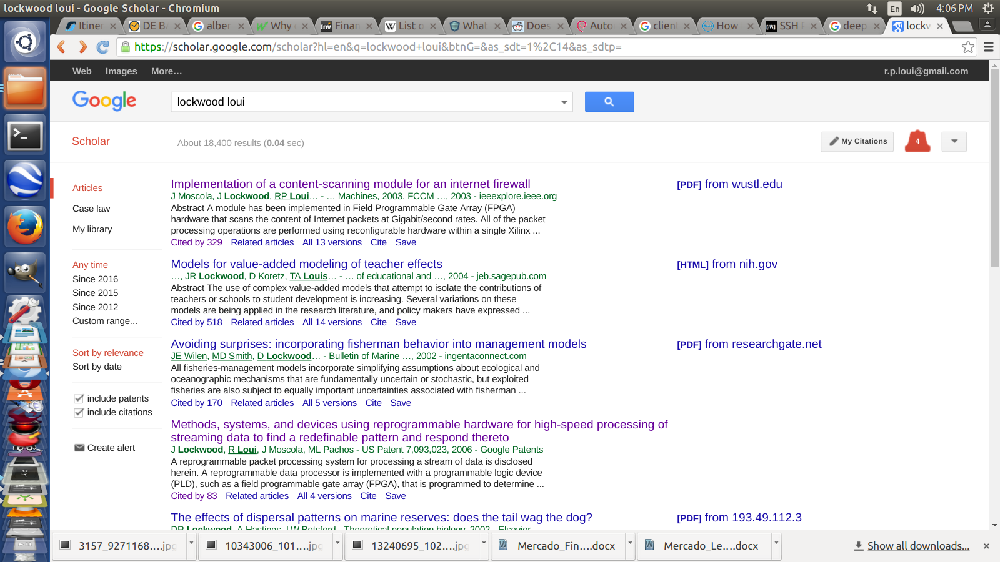 lockwood loui - Google Scholar - Chromium
En
4:06 PM
Itiner
DE B
alber
Why
Finan
List o
What
Does
Auto
client
How
SSH
deep
lockw
https://scholar.google.com/scholar?hl=en&q=lockwood+loui&btnG=&as_sdt=1%2C14&as_sdtp=
Web Images More... r.p.loui@gmail.com
Google lockwood loui
Scholar About 18,400 results (0.04 sec) My Citations 4
Articles
Case law
My library
Any time
Since 2016
Since 2015
Since 2012
Custom range...
Sort by relevance
Sort by date
include patents
include citations
Create alert
Implementation of a content-scanning module for an internet firewall [PDF] from wustl.edu
J Moscola, J Lockwood, RP Loui… - … Machines, 2003. FCCM …, 2003 - ieeexplore.ieee.org
Abstract A module has been implemented in Field Programmable Gate Array (FPGA)
hardware that scans the content of Internet packets at Gigabit/second rates. All of the packet
processing operations are performed using reconfigurable hardware within a single Xilinx ...
Cited by 329 Related articles All 13 versions Cite Save
Models for value-added modeling of teacher effects [HTML] from nih.gov
…, JR Lockwood, D Koretz, TA Louis… - … of educational and …, 2004 - jeb.sagepub.com
Abstract The use of complex value-added models that attempt to isolate the contributions of
teachers or schools to student development is increasing. Several variations on these
models are being applied in the research literature, and policy makers have expressed ...
Cited by 518 Related articles All 14 versions Cite Save
Avoiding surprises: incorporating fisherman behavior into management models [PDF] from researchgate.net
JE Wilen, MD Smith, D Lockwood… - Bulletin of Marine …, 2002 - ingentaconnect.com
All fisheries-management models incorporate simplifying assumptions about ecological and
oceanographic mechanisms that are fundamentally uncertain or stochastic, but exploited
fisheries are also subject to equally important uncertainties associated with fisherman ...
Cited by 170 Related articles All 5 versions Cite Save
Methods, systems, and devices using reprogrammable hardware for high-speed processing of
streaming data to find a redefinable pattern and respond thereto
J Lockwood, R Loui, J Moscola, ML Pachos - US Patent 7,093,023, 2006 - Google Patents
A reprogrammable packet processing system for processing a stream of data is disclosed
herein. A reprogrammable data processor is implemented with a programmable logic device
(PLD), such as a field programmable gate array (FPGA), that is programmed to determine ...
Cited by 83 Related articles All 4 versions Cite Save
The effects of dispersal patterns on marine reserves: does the tail wag the dog? [PDF] from 193.49.112.3
DR Lockwood, A Hastings, LW Botsford - Theoretical population biology, 2002 - Elsevier
3157_9271168....jpg 10343006_101....jpg 13240695_102....jpg Mercado_Fin....docx Mercado_Le....docx Show all downloads...